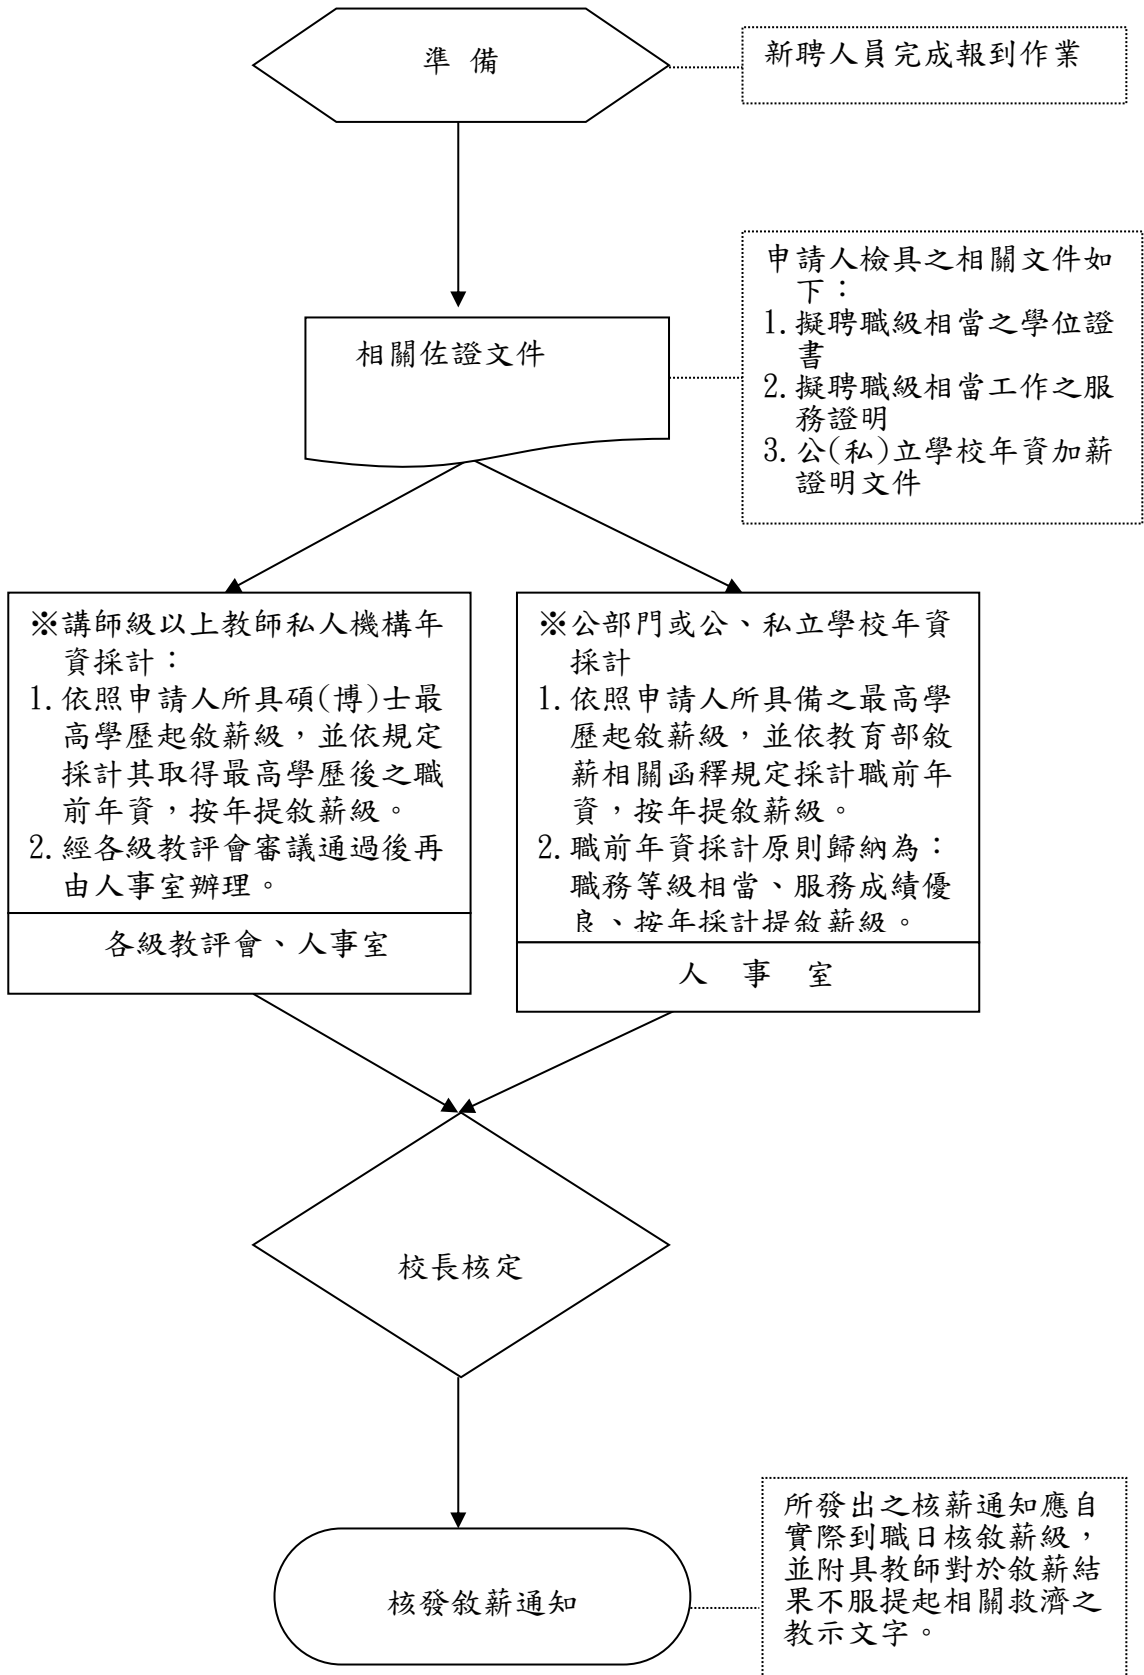 準 備
新聘人員完成報到作業
相關佐證文件
申請人檢具之相關文件如
下：
1.擬聘職級相當之學位證
書
2.擬聘職級相當工作之服
務證明
3.公(私)立學校年資加薪
證明文件
※講師級以上教師私人機構年
資採計：
1.依照申請人所具碩(博)士最
高學歷起敘薪級，並依規定
採計其取得最高學歷後之職
前年資，按年提敘薪級。
2.經各級教評會審議通過後再
由人事室辦理。
各級教評會、人事室
※公部門或公、私立學校年資
採計
1.依照申請人所具備之最高學
歷起敘薪級，並依教育部敘
薪相關函釋規定採計職前年
資，按年提敘薪級。
2.職前年資採計原則歸納為：
職務等級相當、服務成績優
良、按年採計提敘薪級。
人 事 室
校長核定
核發敘薪通知
所發出之核薪通知應自
實際到職日核敘薪級，
並附具教師對於敘薪結
果不服提起相關救濟之
教示文字。